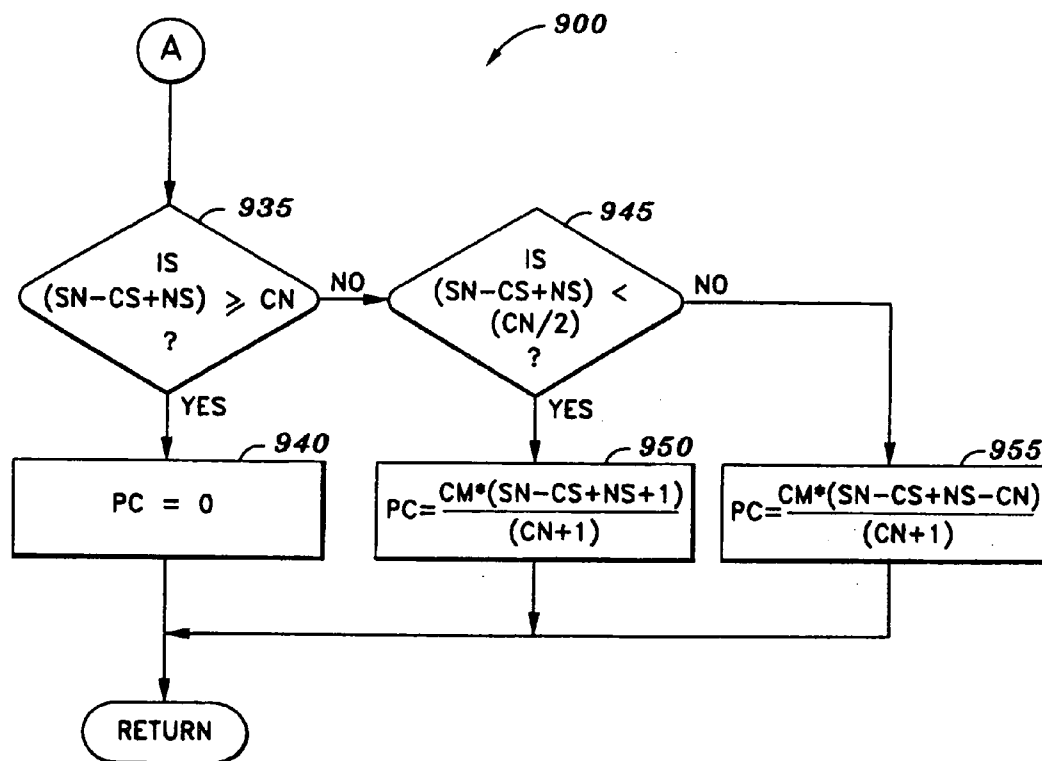 A
900
935
IS
(SN-CS+NS) ⩾ CN
?
NO
YES
945
IS
(SN-CS+NS) <
(CN/2)
?
NO
YES
940
PC = 0
950
PC=CM*(SN-CS+NS+1)
(CN+1)
955
PC=CM*(SN-CS+NS-CN)
(CN+1)
RETURN